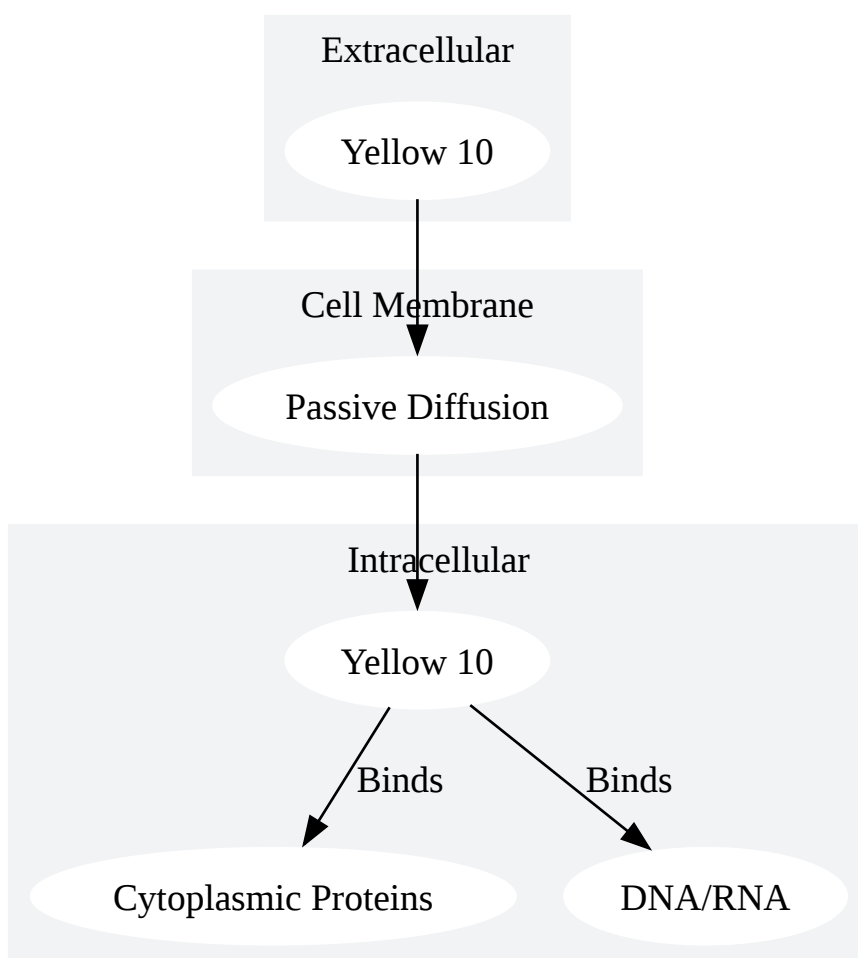 Extracellular
Yellow 10
Cell Membrane
Passive Diffusion
Intracellular
Yellow 10
Binds
Binds
Cytoplasmic Proteins
DNA/RNA